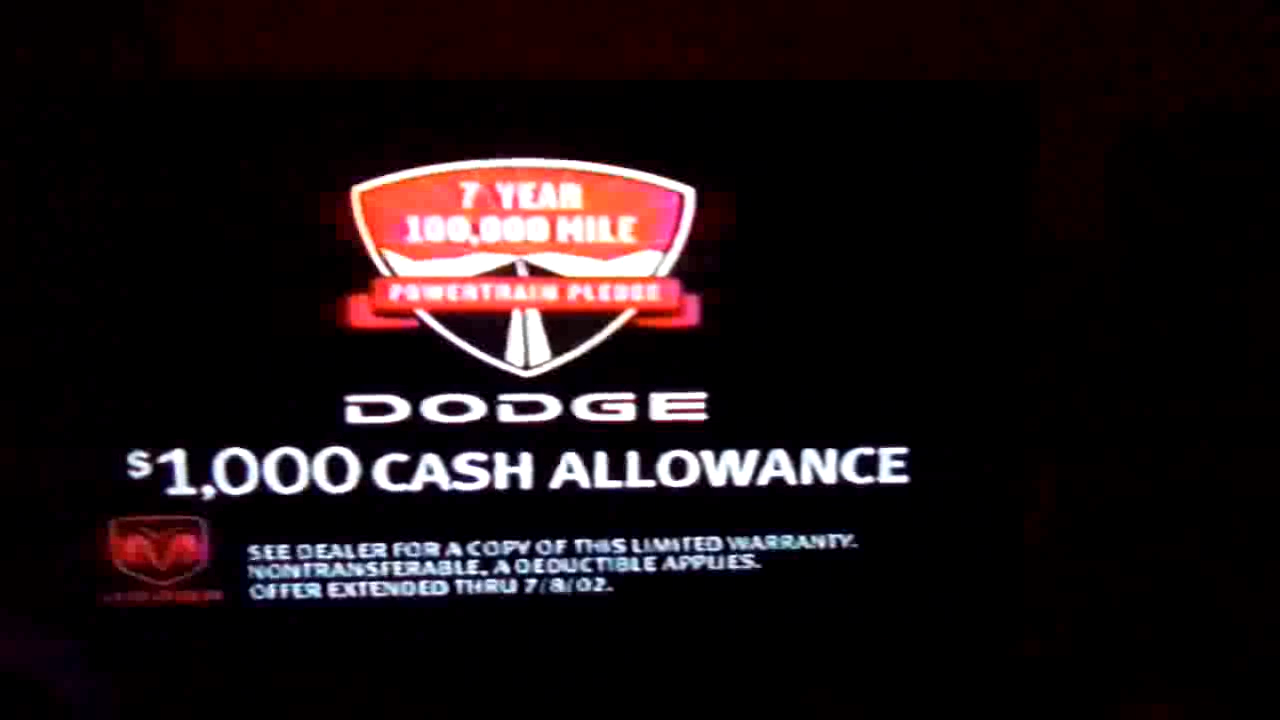 7 YEAR
100,000 MILE
POWERTRAIN PLEDGE
DODGE
$1,000 CASH ALLOWANCE
SEE DEALER FOR A COPY OF THIS LIMITED WARRANTY.
NONTRANSFERABLE, A DEDUCTIBLE APPLIES.
OFFER EXTENDED THRU 7/8/02.